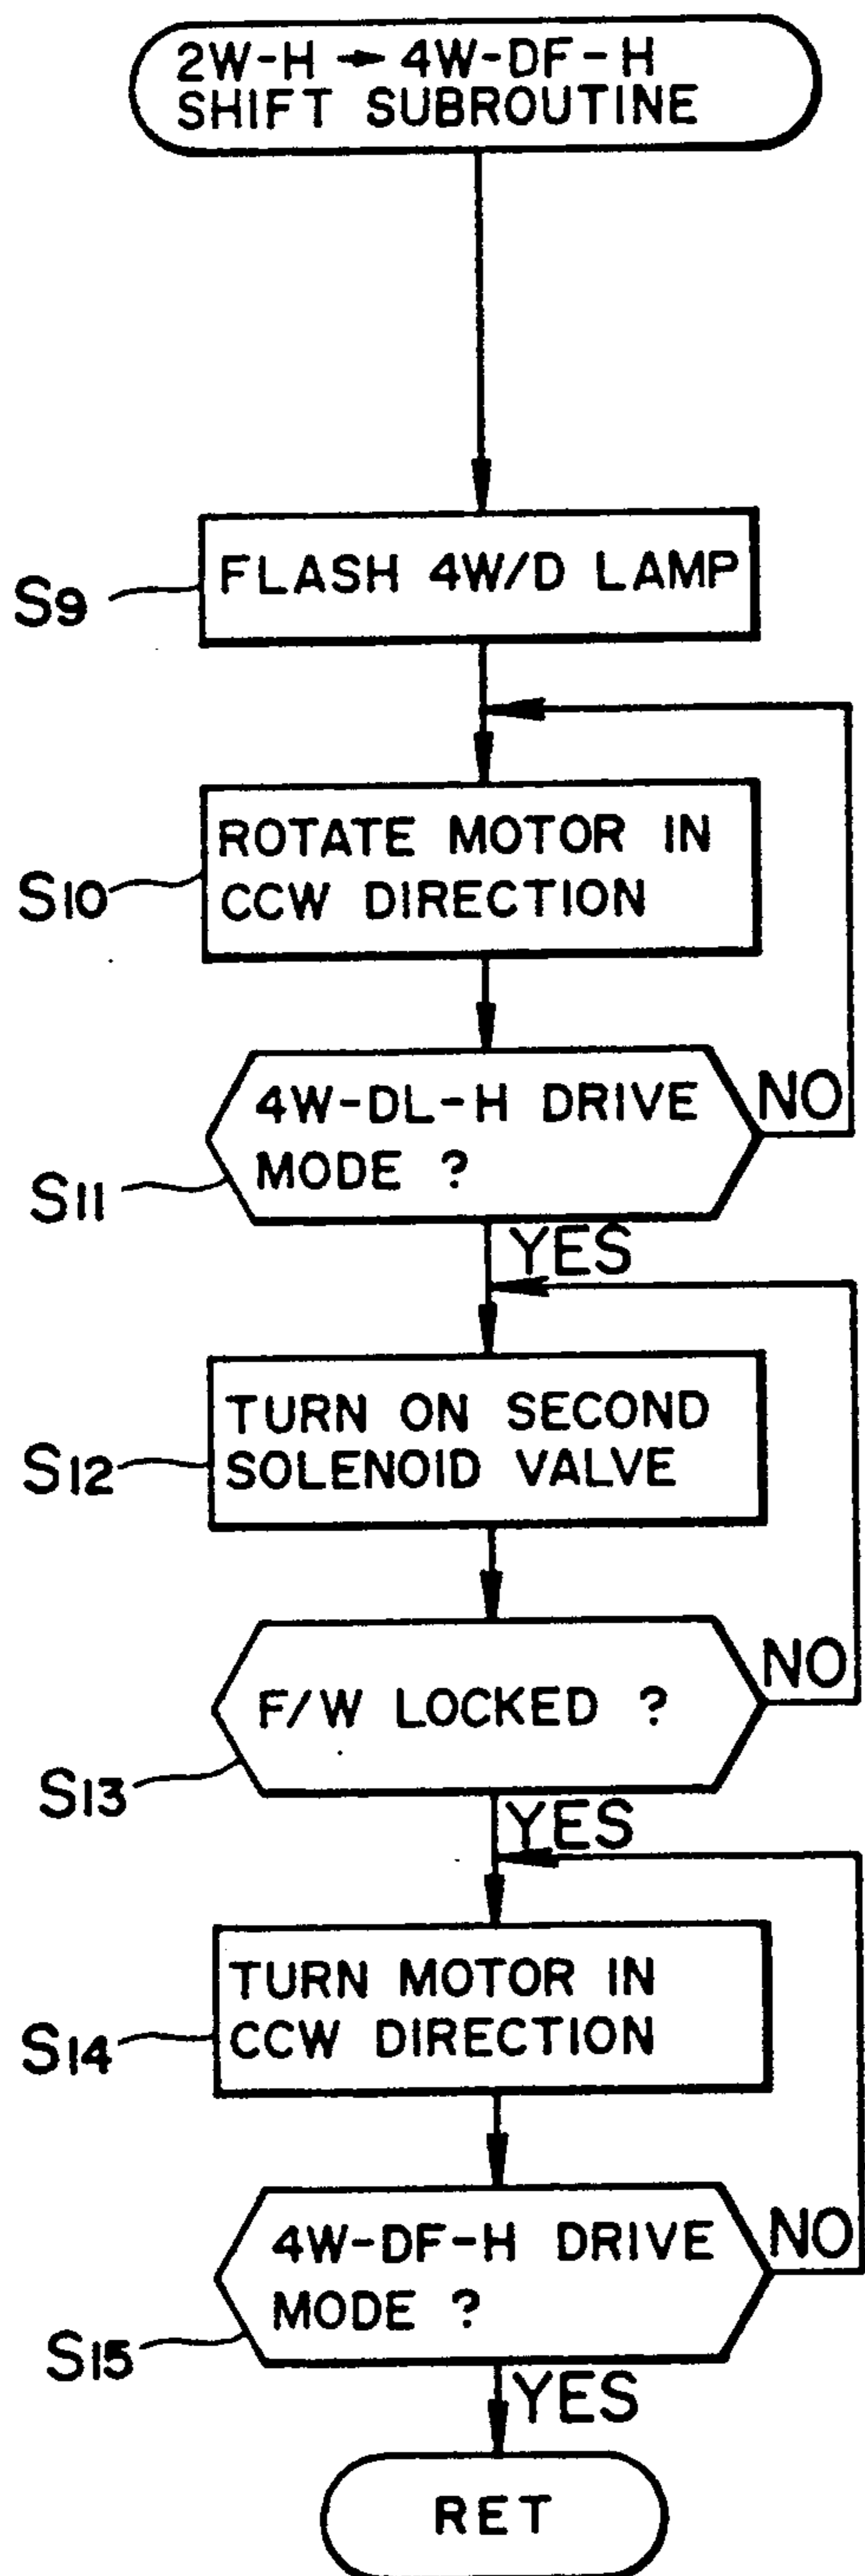 2W-H → 4W-DF-H
SHIFT SUBROUTINE
S9
FLASH 4W/D LAMP
S10
ROTATE MOTOR IN
CCW DIRECTION
S11
4W-DL-H DRIVE
MODE ?
NO
YES
S12
TURN ON SECOND
SOLENOID VALVE
S13
F/W LOCKED ?
NO
YES
S14
TURN MOTOR IN
CCW DIRECTION
S15
4W-DF-H DRIVE
MODE ?
NO
YES
RET